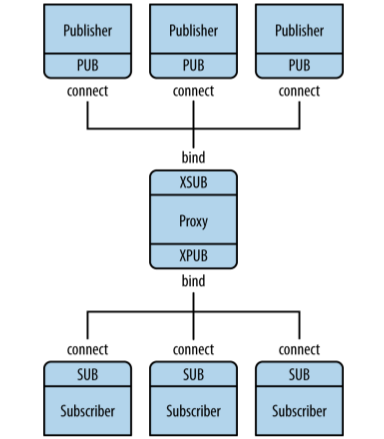 Publisher Publisher Publisher
PUB PUB PUB
connect connect connect
bind
XSUB
Proxy
XPUB
bind
connect connect connect
SUB SUB SUB
Subscriber Subscriber Subscriber